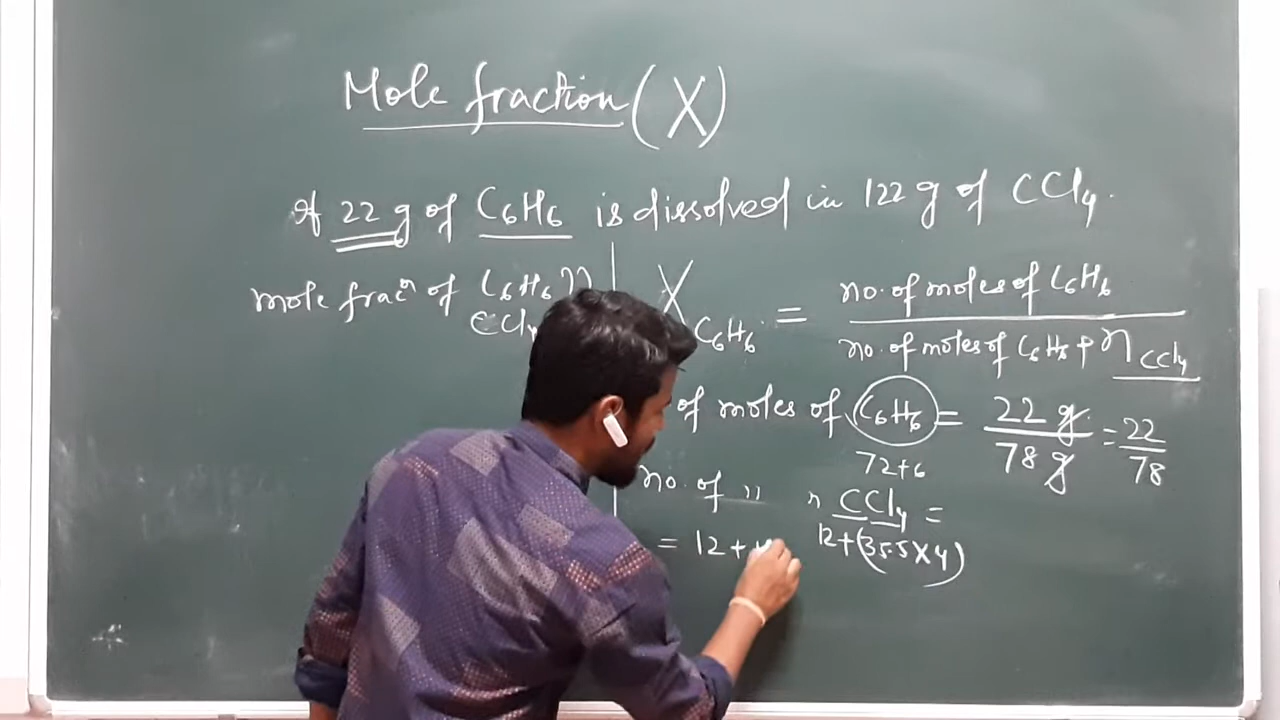 Mole fraction (X)
If 22 g of C6H6 is dissolved in 122 g of CCl4.
mole fracn of C6H6 ??
CCl4
X C6H6 = no. of moles of C6H6 / no. of moles of C6H6 + n CCl4
of moles of C6H6 = 22 g / 78 g = 22 / 78
72+6
no. of " " CCl4 =
12+(35.5×4)
= 12+